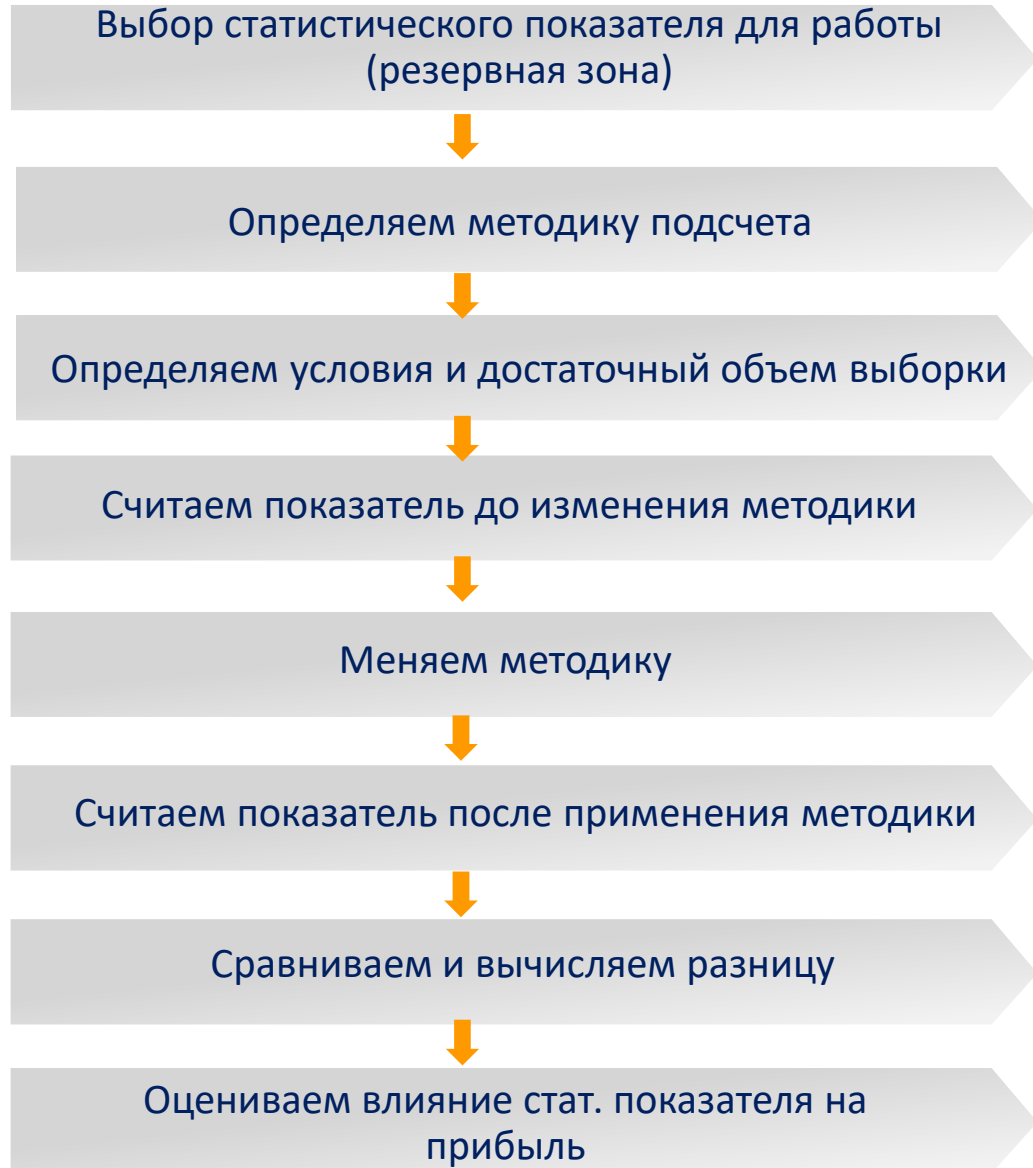 Выбор статистического показателя для работы
(резервная зона)
Определяем методику подсчета
Определяем условия и достаточный объем выборки
Считаем показатель до изменения методики
Меняем методику
Считаем показатель после применения методики
Сравниваем и вычисляем разницу
Оцениваем влияние стат. показателя на
прибыль